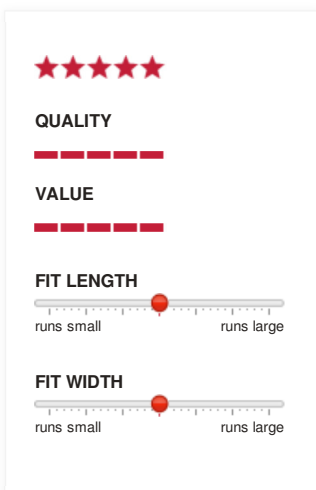 QUALITY
VALUE
FIT LENGTH
runs small runs large
FIT WIDTH
runs small runs large